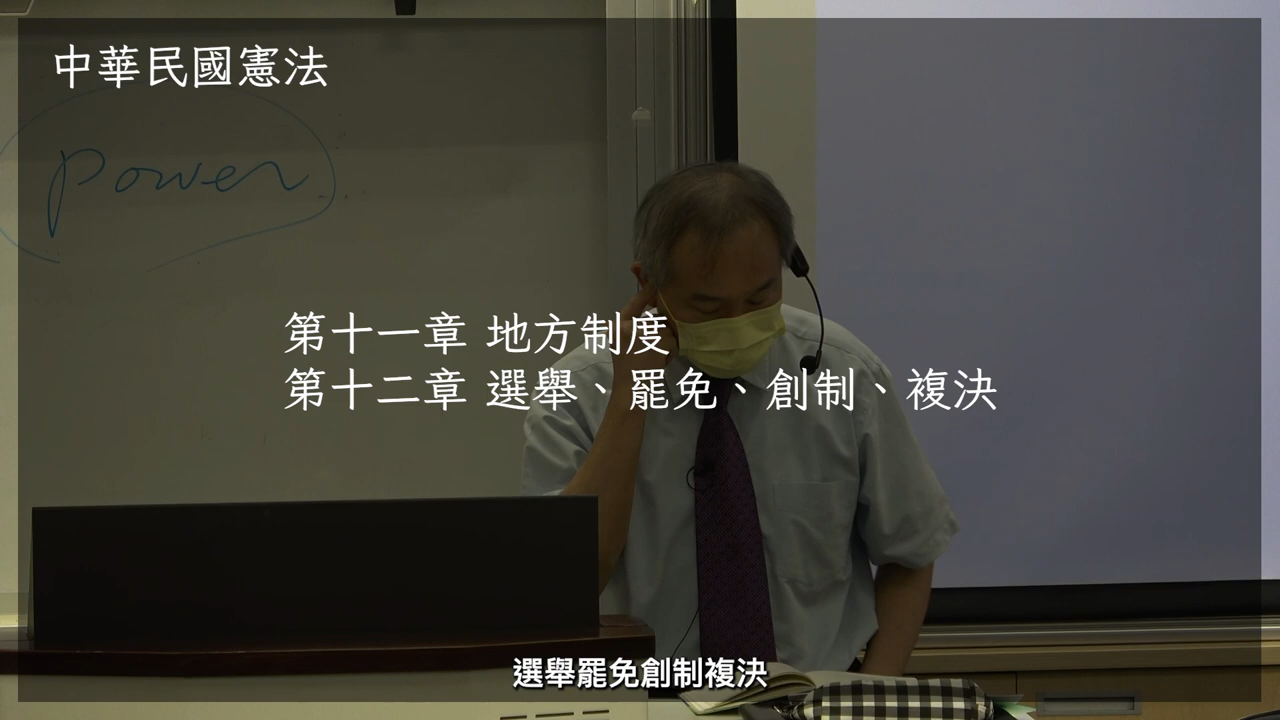 中華民國憲法
power
第十一章 地方制度
第十二章 選舉、罷免、創制、複決
選舉罷免創制複決